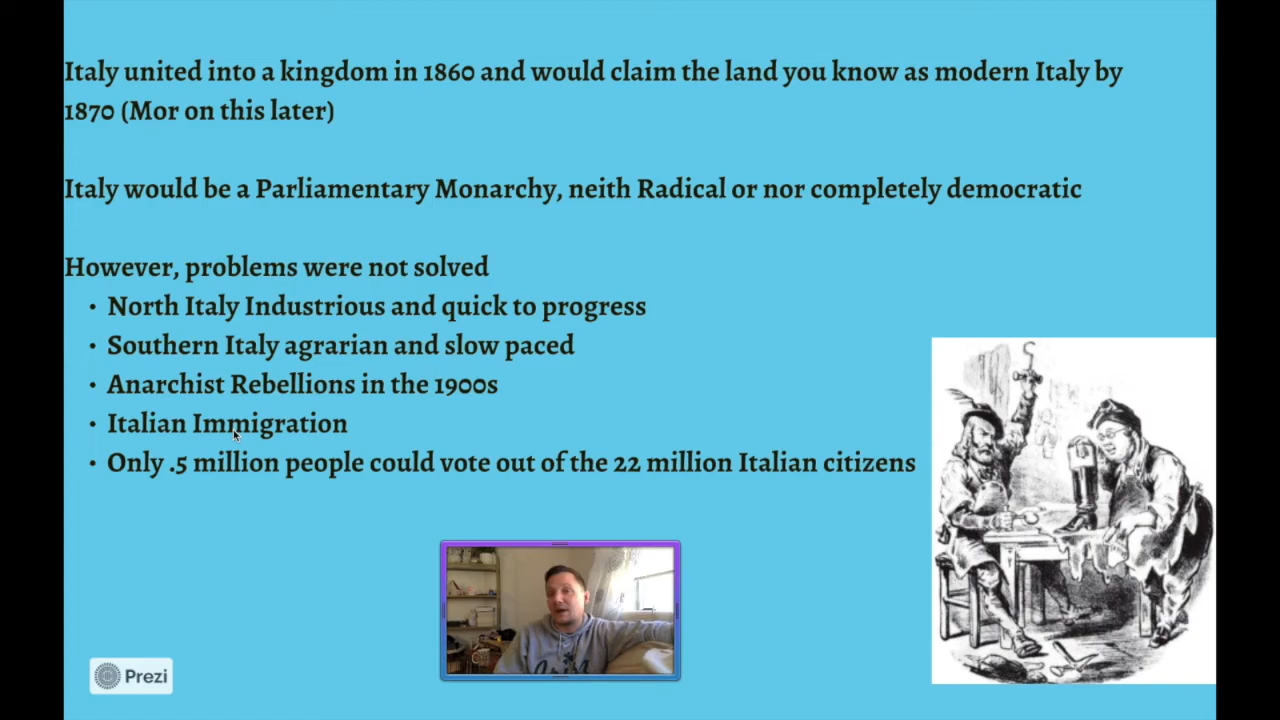 Italy united into a kingdom in 1860 and would claim the land you know as modern Italy by
1870 (Mor on this later)
Italy would be a Parliamentary Monarchy, neith Radical or nor completely democratic
However, problems were not solved
• North Italy Industrious and quick to progress
• Southern Italy agrarian and slow paced
• Anarchist Rebellions in the 1900s
• Italian Immigration
• Only .5 million people could vote out of the 22 million Italian citizens
Prezi